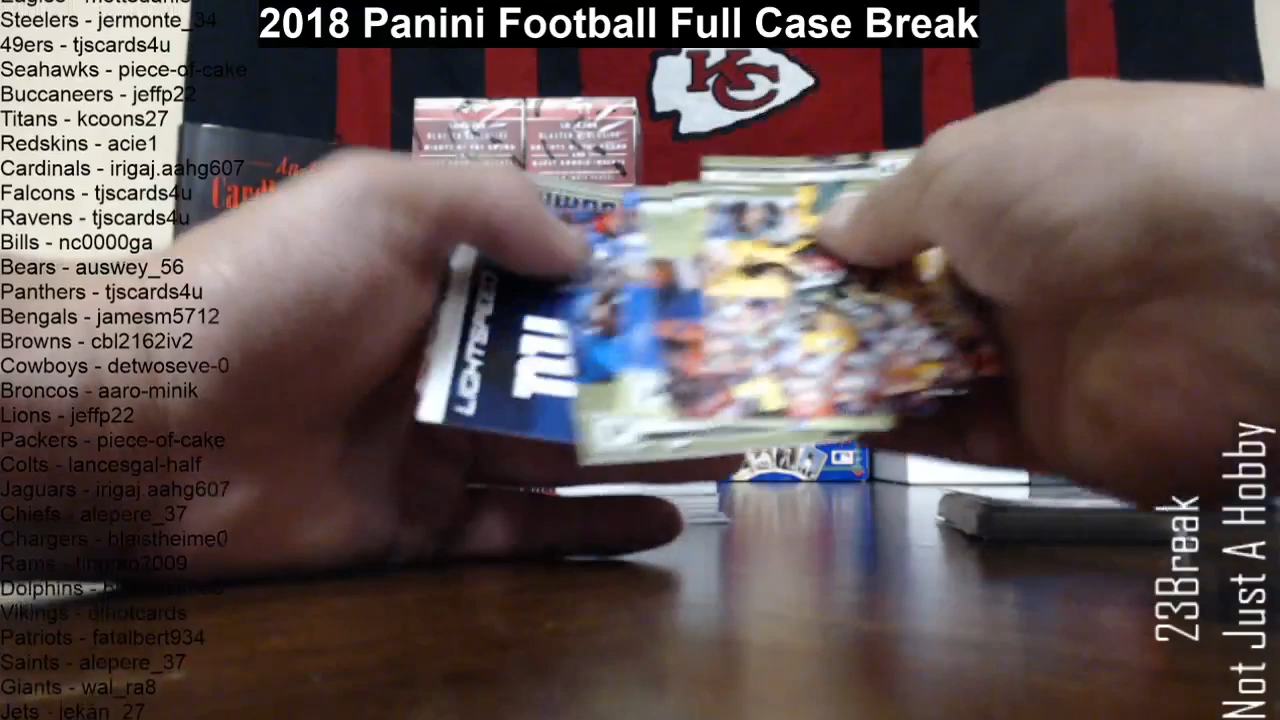 2018 Panini Football Full Case Break
Steelers - jermonte_34
49ers - tjscards4u
Seahawks - piece-of-cake
Buccaneers - jeffp22
Titans - kcoons27
Redskins - acie1
Cardinals - irigaj.aahg607
Falcons - tjscards4u
Ravens - tjscards4u
Bills - nc0000ga
Bears - auswey_56
Panthers - tjscards4u
Bengals - jamesm5712
Browns - cbl2162iv2
Cowboys - detwoseve-0
Broncos - aaro-minik
Lions - jeffp22
Packers - piece-of-cake
Colts - lancesgal-half
Jaguars - irigaj.aahg607
Chiefs - alepere_37
Chargers - blaistheime0
Rams -
Dolphins -
Vikings - dlhotcards
Patriots - fatalbert934
Saints - alepere_37
Giants - wal_ra8
Jets - jekan_27
KC
23Break
Not Just A Hobby